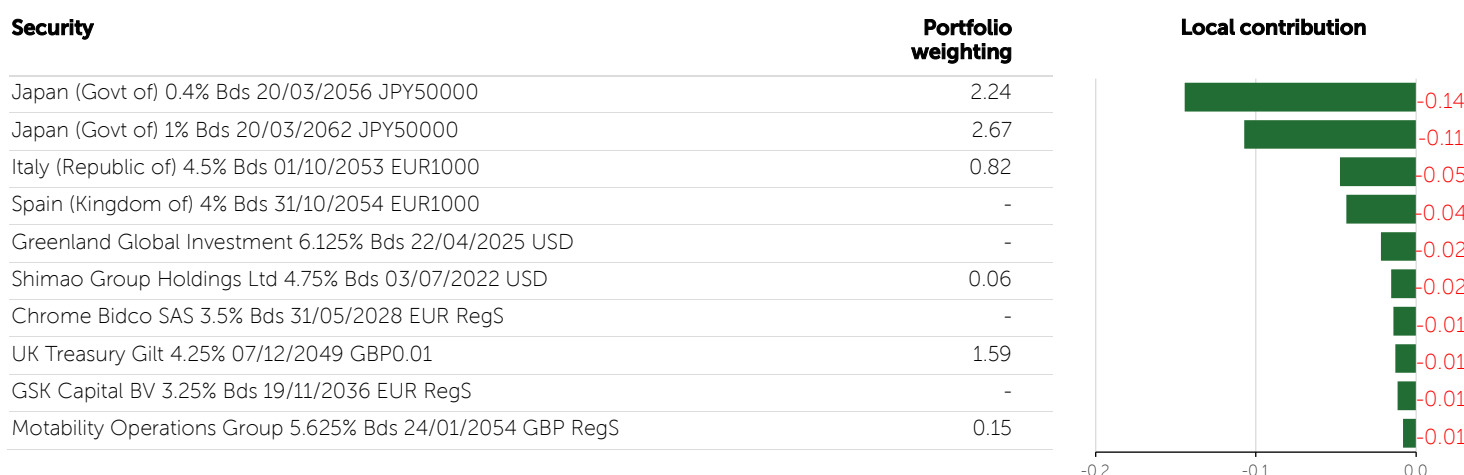 Security Portfolio weighting Local contribution
Japan (Govt of) 0.4% Bds 20/03/2056 JPY50000 2.24 -0.14
Japan (Govt of) 1% Bds 20/03/2062 JPY50000 2.67 -0.11
Italy (Republic of) 4.5% Bds 01/10/2053 EUR1000 0.82 -0.05
Spain (Kingdom of) 4% Bds 31/10/2054 EUR1000 - -0.04
Greenland Global Investment 6.125% Bds 22/04/2025 USD - -0.02
Shimao Group Holdings Ltd 4.75% Bds 03/07/2022 USD 0.06 -0.02
Chrome Bidco SAS 3.5% Bds 31/05/2028 EUR RegS - -0.01
UK Treasury Gilt 4.25% 07/12/2049 GBP0.01 1.59 -0.01
GSK Capital BV 3.25% Bds 19/11/2036 EUR RegS - -0.01
Motability Operations Group 5.625% Bds 24/01/2054 GBP RegS 0.15 -0.01
-0.2 -0.1 0.0